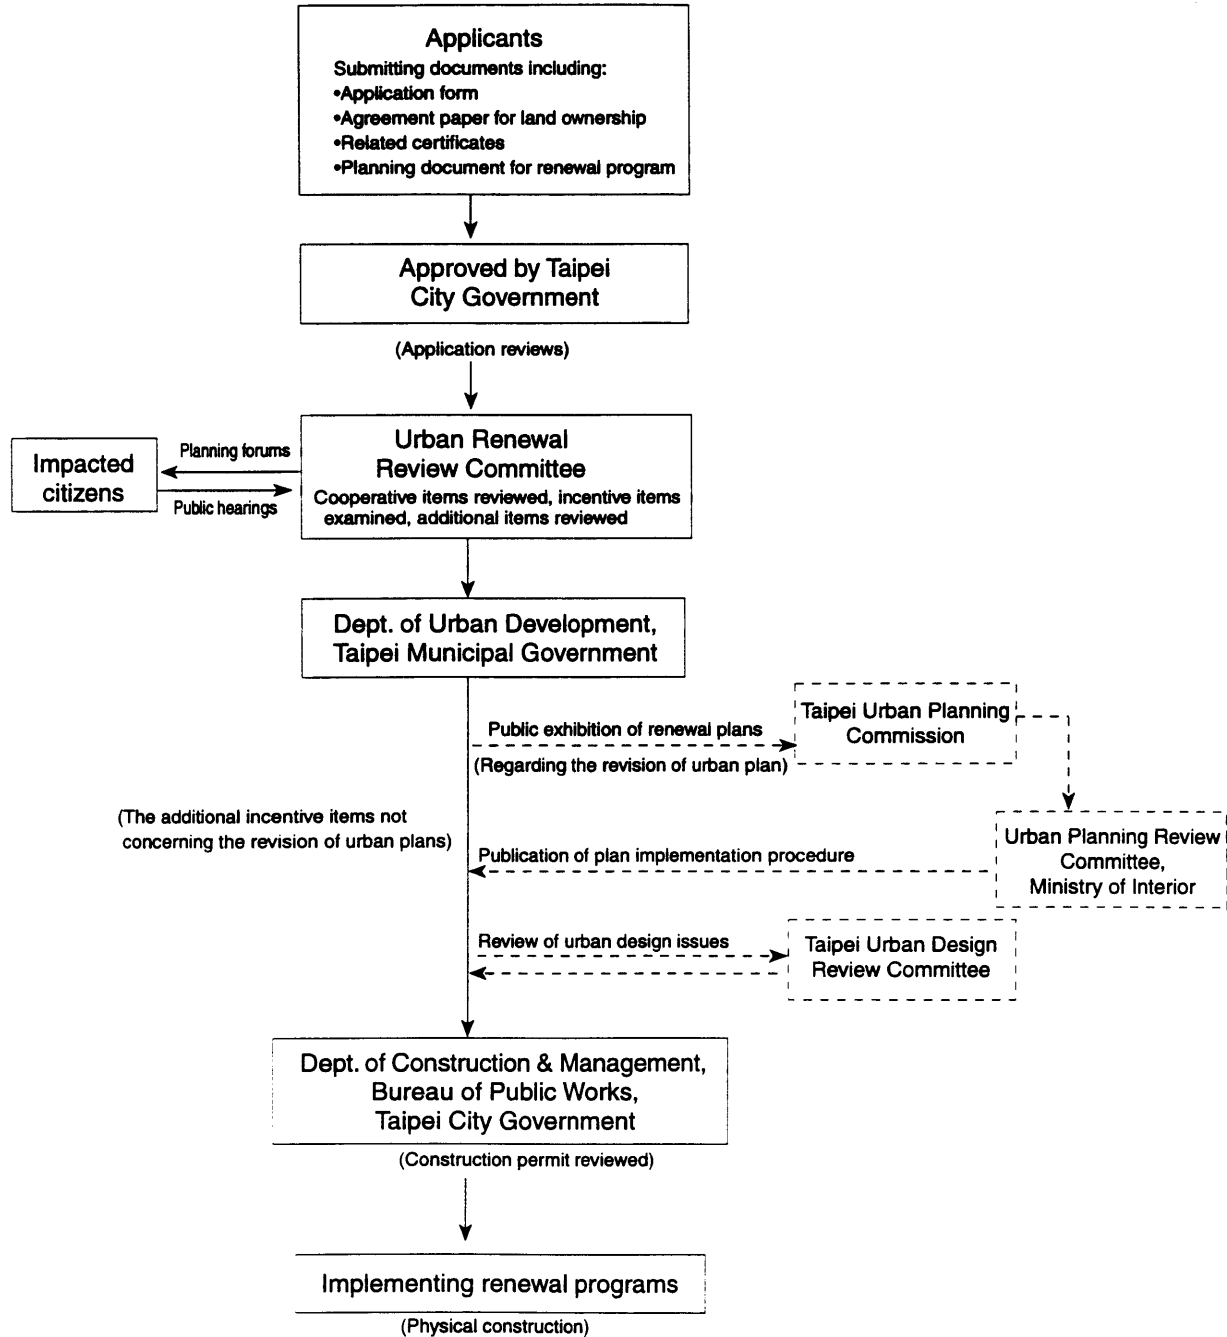 Applicants
Submitting documents including:
•Application form
•Agreement paper for land ownership
•Related certificates
•Planning document for renewal program
Approved by Taipei
City Government
(Application reviews)
Urban Renewal
Review Committee
Cooperative items reviewed, incentive items
examined, additional items reviewed
Planning forums
Impacted
citizens
Public hearings
Dept. of Urban Development,
Taipei Municipal Government
Public exhibition of renewal plans
(Regarding the revision of urban plan)
Taipei Urban Planning
Commission
(The additional incentive items not
concerning the revision of urban plans)
Urban Planning Review
Committee,
Ministry of Interior
Publication of plan implementation procedure
Review of urban design issues
Taipei Urban Design
Review Committee
Dept. of Construction & Management,
Bureau of Public Works,
Taipei City Government
(Construction permit reviewed)
Implementing renewal programs
(Physical construction)